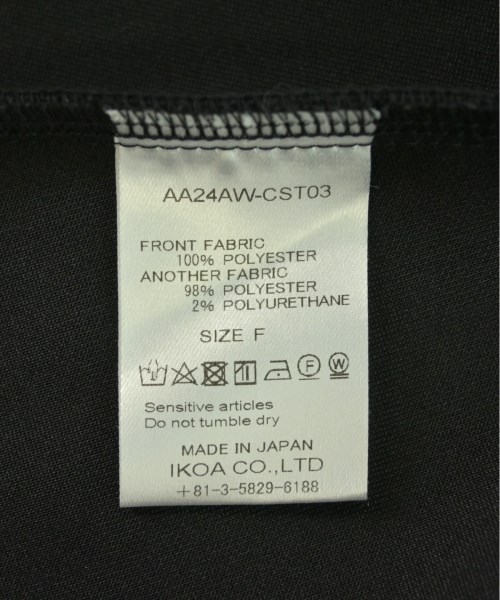 AA24AW-CST03
FRONT FABRIC
100% POLYESTER
ANOTHER FABRIC
98% POLYESTER
2% POLYURETHANE
SIZE F
F W
Sensitive articles
Do not tumble dry
MADE IN JAPAN
IKOA CO.,LTD
+81-3-5829-6188